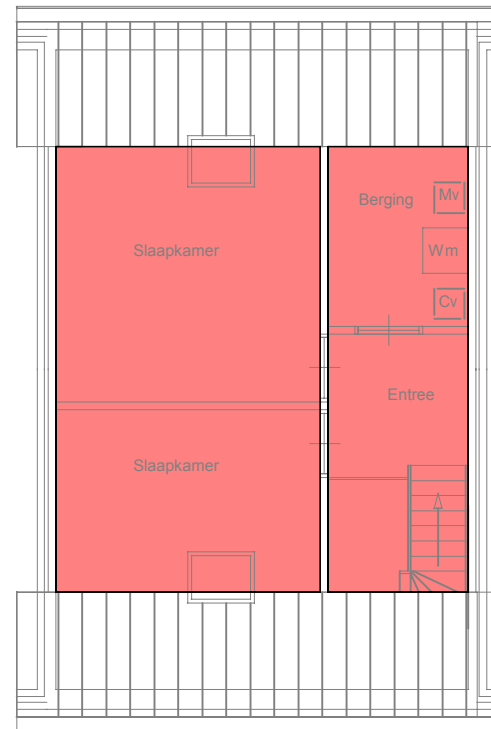 Berging
Mv
Slaapkamer
Wm
Cv
Entree
Slaapkamer